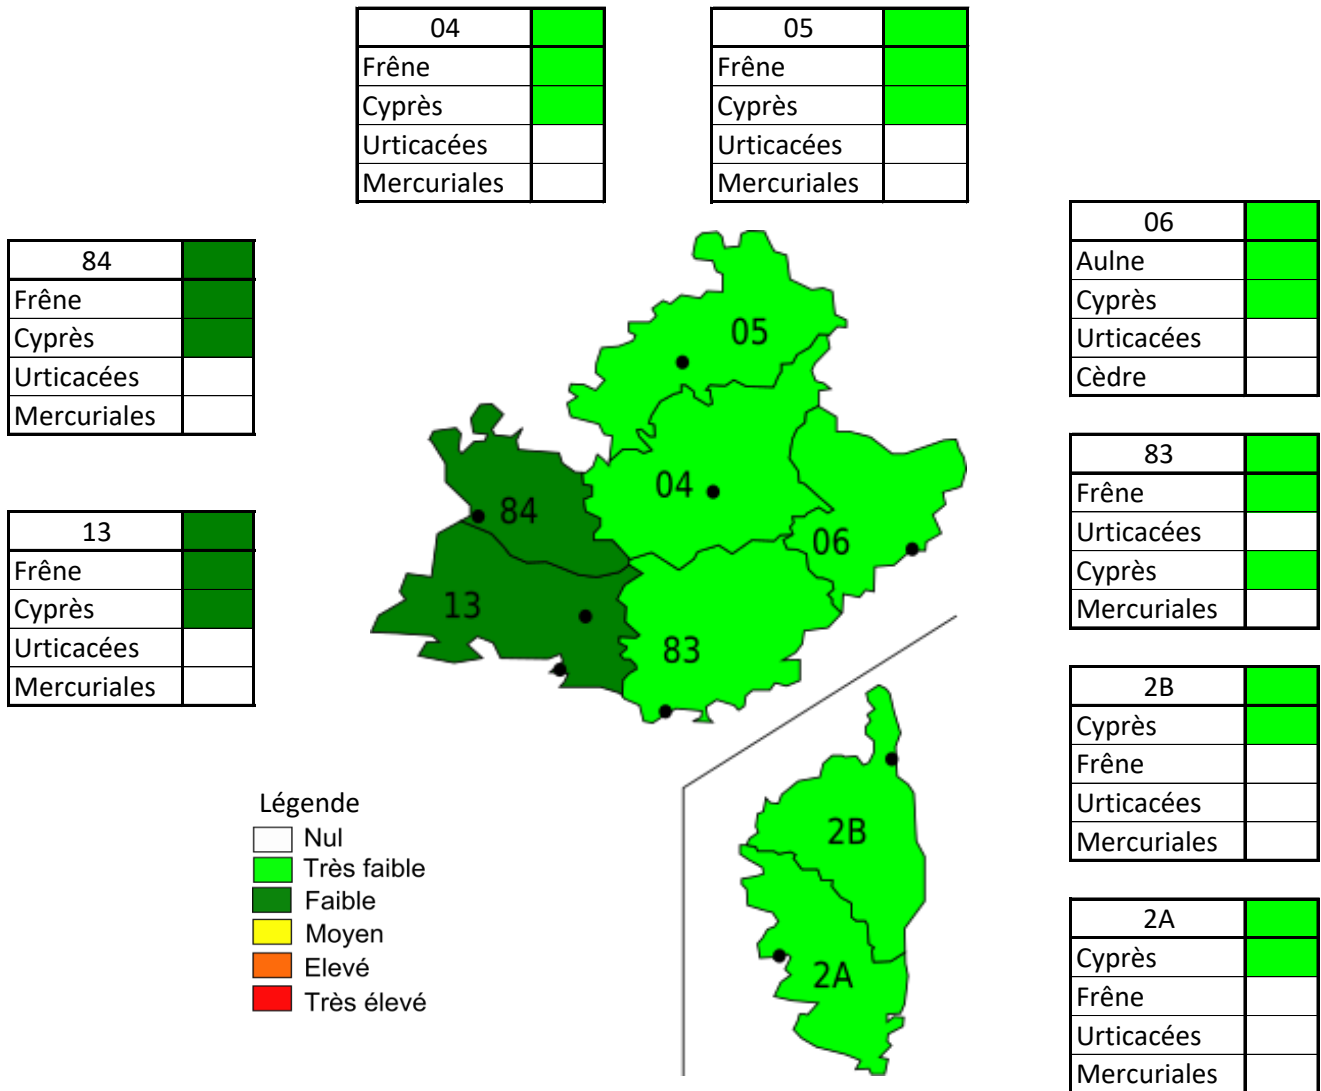 04
Frêne
Cyprès
Urticacées
Mercuriales
05
Frêne
Cyprès
Urticacées
Mercuriales
06
Aulne
Cyprès
Urticacées
Cèdre
84
Frêne
Cyprès
Urticacées
Mercuriales
13
Frêne
Cyprès
Urticacées
Mercuriales
83
Frêne
Urticacées
Cyprès
Mercuriales
2B
Cyprès
Frêne
Urticacées
Mercuriales
2A
Cyprès
Frêne
Urticacées
Mercuriales
05
04
84
06
13
83
2B
2A
Légende
Nul
Très faible
Faible
Moyen
Elevé
Très élevé